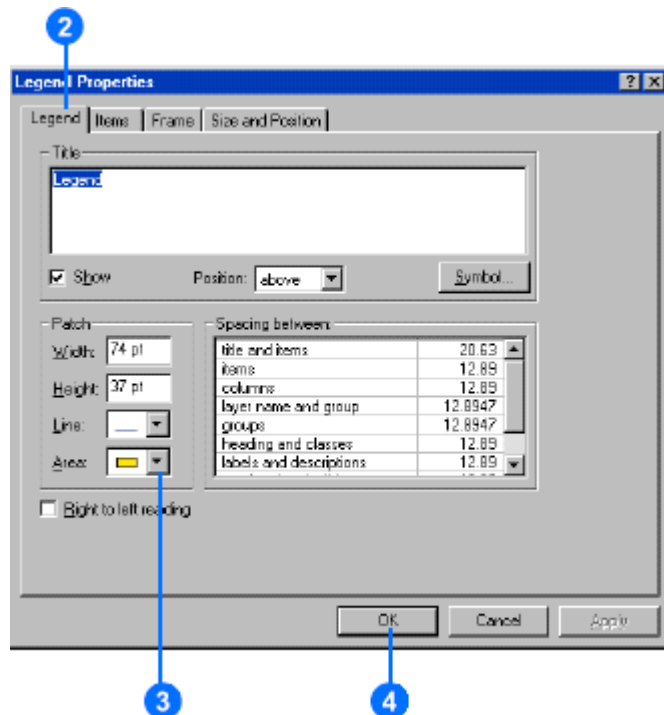 2
Legend Properties
Legend Items Frame Size and Position
Title
Legend
Show Position: above Symbol...
Patch Spacing between:
Width: 74 pt title and items 20.63
items 12.89
Height: 37 pt columns 12.89
layer name and group 12.8947
Line: groups 12.8947
heading and classes 12.89
Area: labels and descriptions 12.89
Right to left reading
OK Cancel Apply
3 4